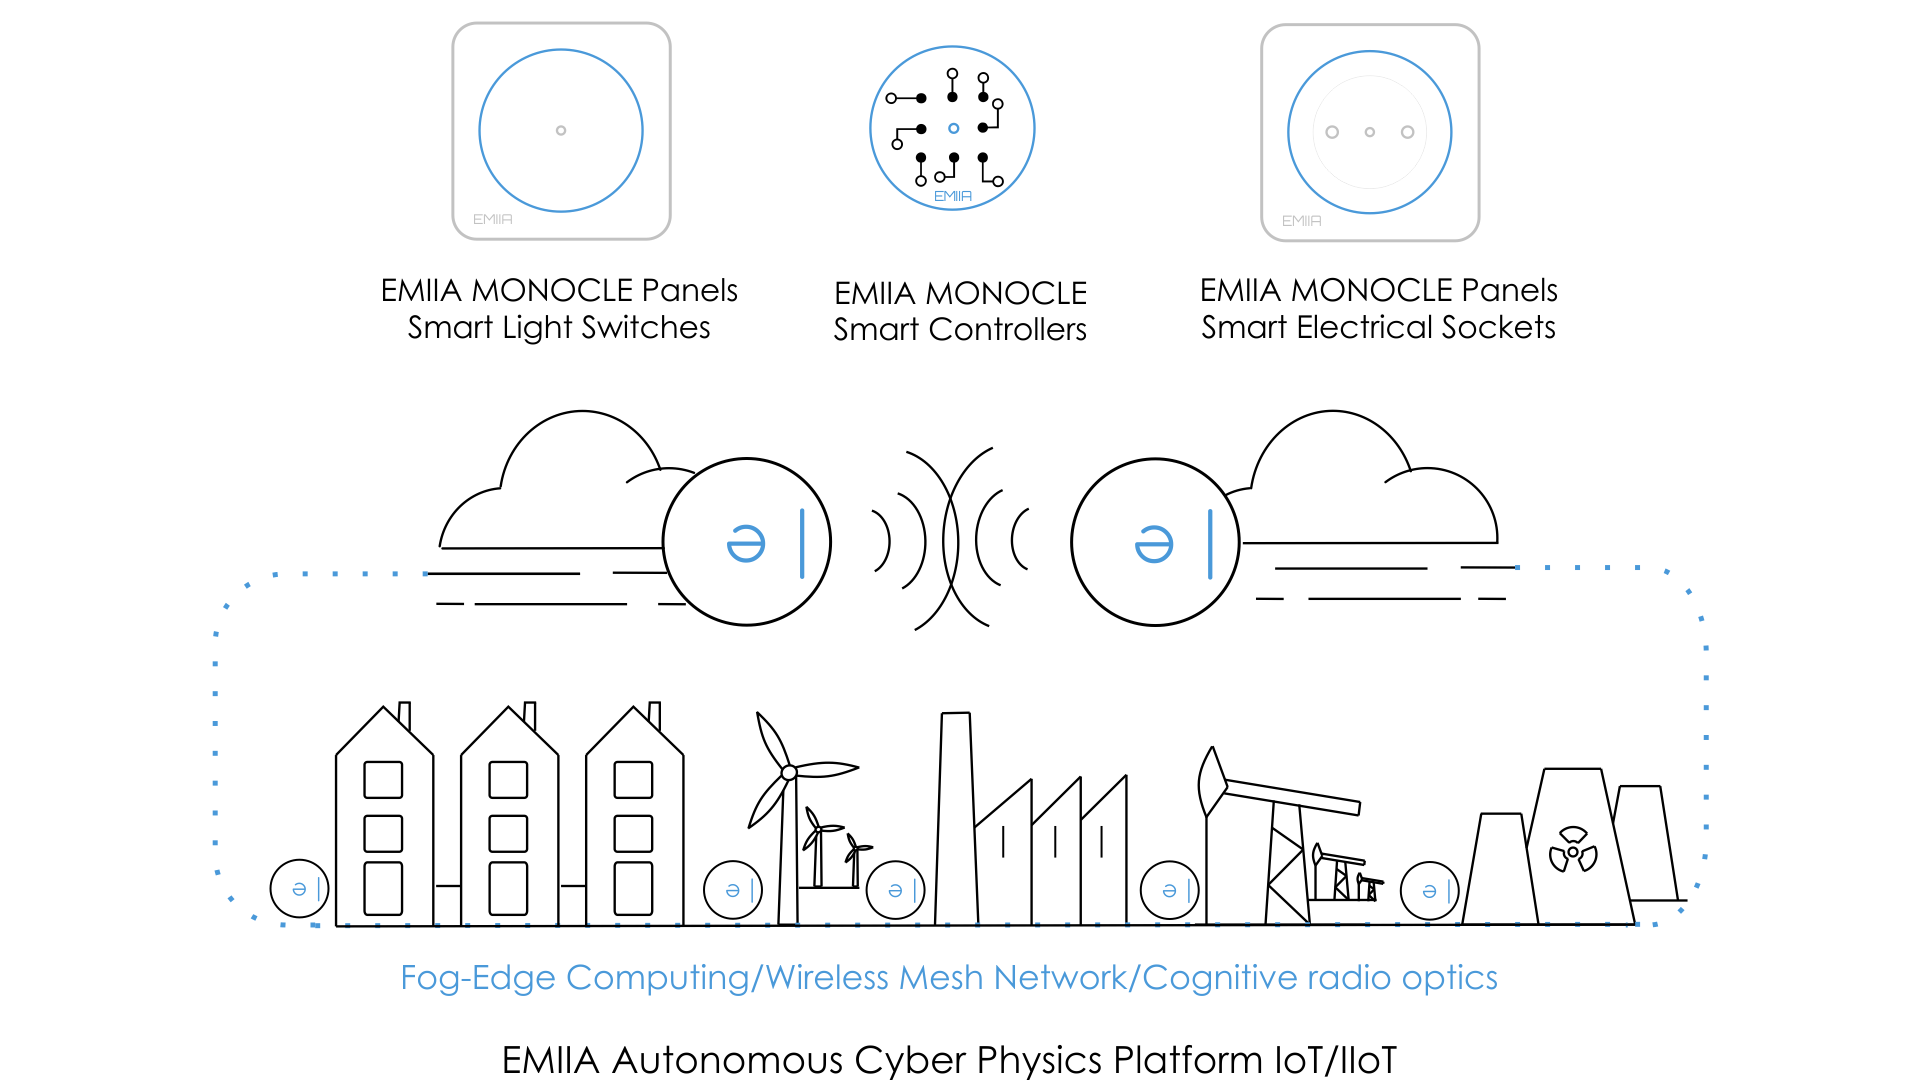 EMIIA
EMIIA
EMIIA
EMIIA MONOCLE Panels
Smart Light Switches
EMIIA MONOCLE
Smart Controllers
EMIIA MONOCLE Panels
Smart Electrical Sockets
Fog-Edge Computing/Wireless Mesh Network/Cognitive radio optics
EMIIA Autonomous Cyber Physics Platform IoT/IIoT